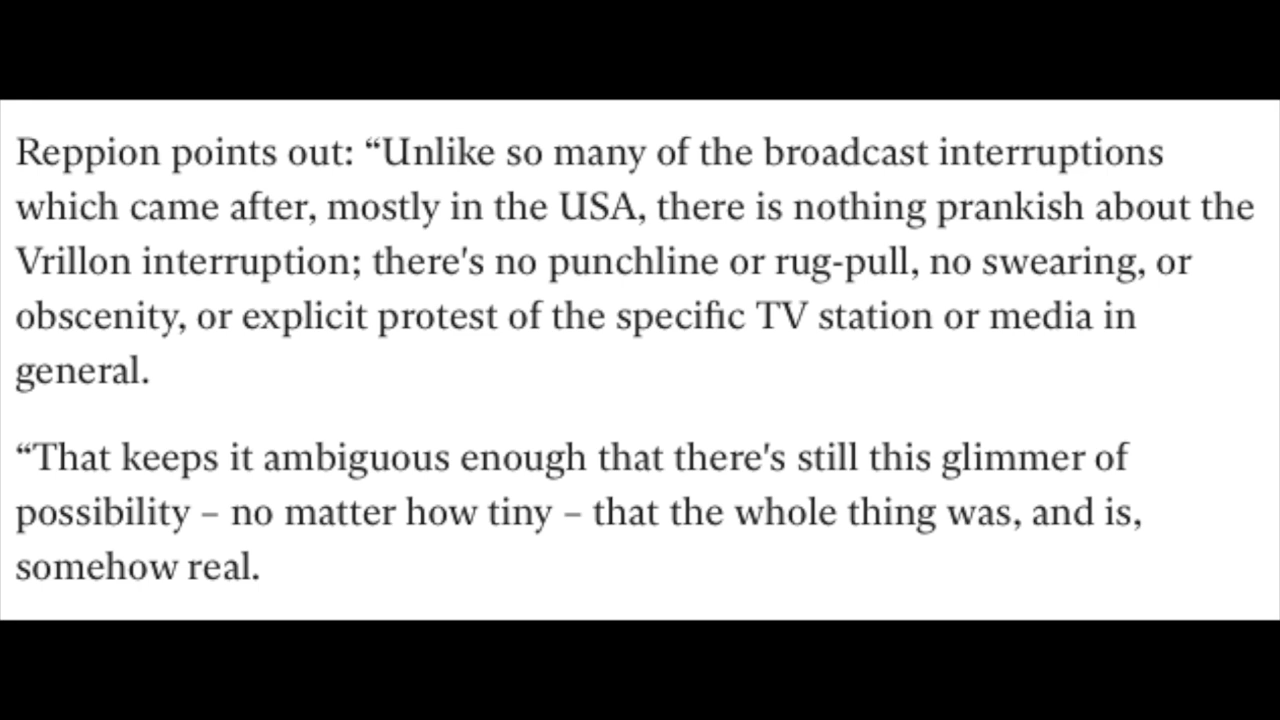 Reppion points out: “Unlike so many of the broadcast interruptions
which came after, mostly in the USA, there is nothing prankish about the
Vrillon interruption; there's no punchline or rug-pull, no swearing, or
obscenity, or explicit protest of the specific TV station or media in
general.
“That keeps it ambiguous enough that there's still this glimmer of
possibility – no matter how tiny – that the whole thing was, and is,
somehow real.